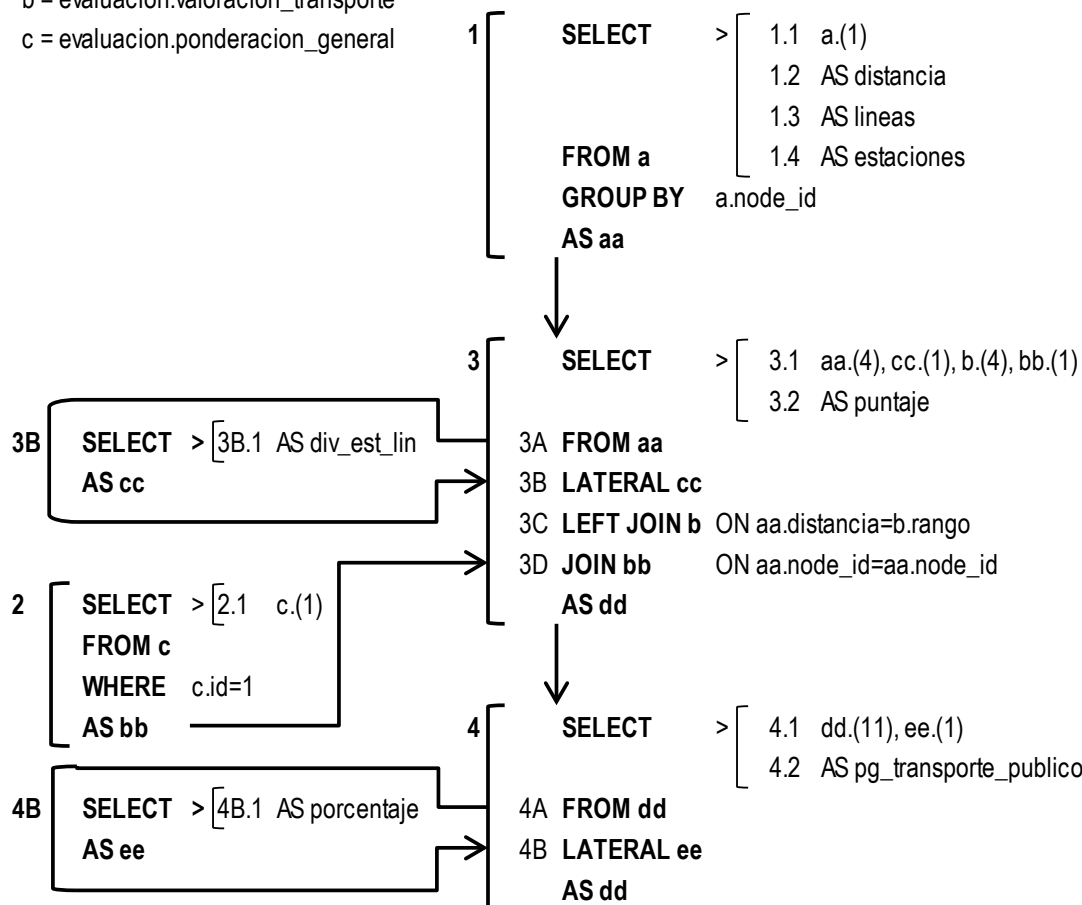 b = evaluacion.valoracion_transporte
c = evaluacion.ponderacion_general
1 SELECT > 1.1 a.(1)
1.2 AS distancia
1.3 AS lineas
FROM a 1.4 AS estaciones
GROUP BY a.node_id
AS aa
3 SELECT > 3.1 aa.(4), cc.(1), b.(4), bb.(1)
3.2 AS puntaje
3B SELECT > 3B.1 AS div_est_lin
AS cc
3A FROM aa
3B LATERAL cc
3C LEFT JOIN b ON aa.distancia=b.rango
3D JOIN bb ON aa.node_id=aa.node_id
AS dd
2 SELECT > 2.1 c.(1)
FROM c
WHERE c.id=1
AS bb
4 SELECT > 4.1 dd.(11), ee.(1)
4.2 AS pg_transporte_publico
4B SELECT > 4B.1 AS porcentaje
AS ee
4A FROM dd
4B LATERAL ee
AS dd